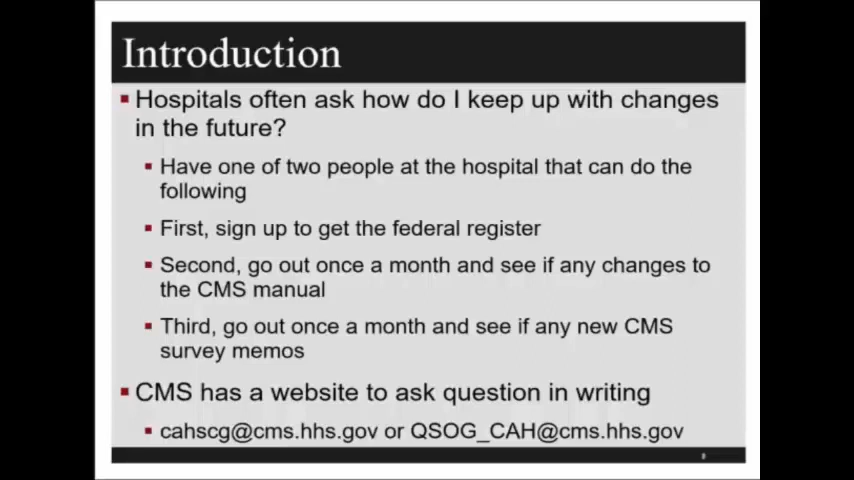 Introduction
Hospitals often ask how do I keep up with changes
in the future?
Have one of two people at the hospital that can do the
following
First, sign up to get the federal register
Second, go out once a month and see if any changes to
the CMS manual
Third, go out once a month and see if any new CMS
survey memos
CMS has a website to ask question in writing
cahscg@cms.hhs.gov or QSOG_CAH@cms.hhs.gov